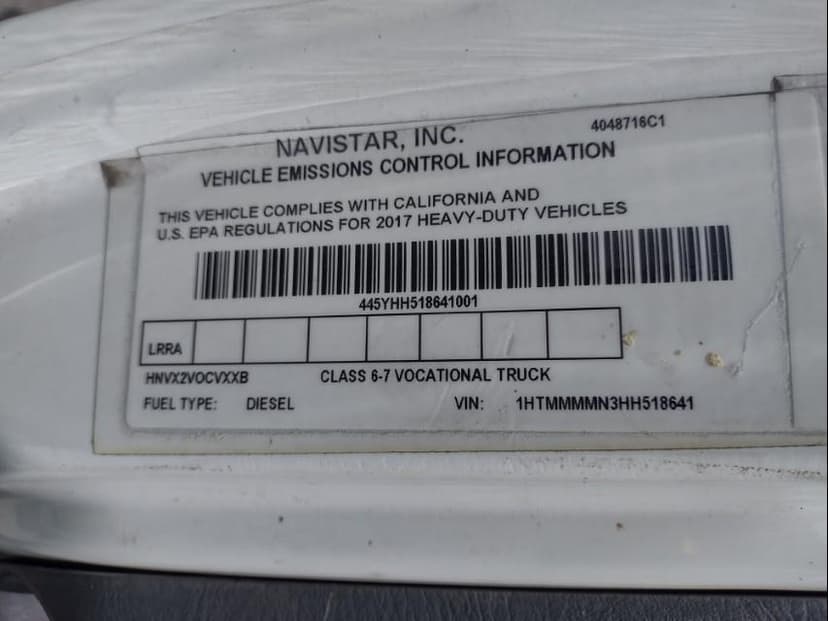 NAVISTAR, INC.
4048716C1
VEHICLE EMISSIONS CONTROL INFORMATION
THIS VEHICLE COMPLIES WITH CALIFORNIA AND
U.S. EPA REGULATIONS FOR 2017 HEAVY-DUTY VEHICLES
445YHH518641001
LRRA
HNVX2VOCVXXB CLASS 6-7 VOCATIONAL TRUCK
FUEL TYPE: DIESEL VIN: 1HTMMMMN3HH518641